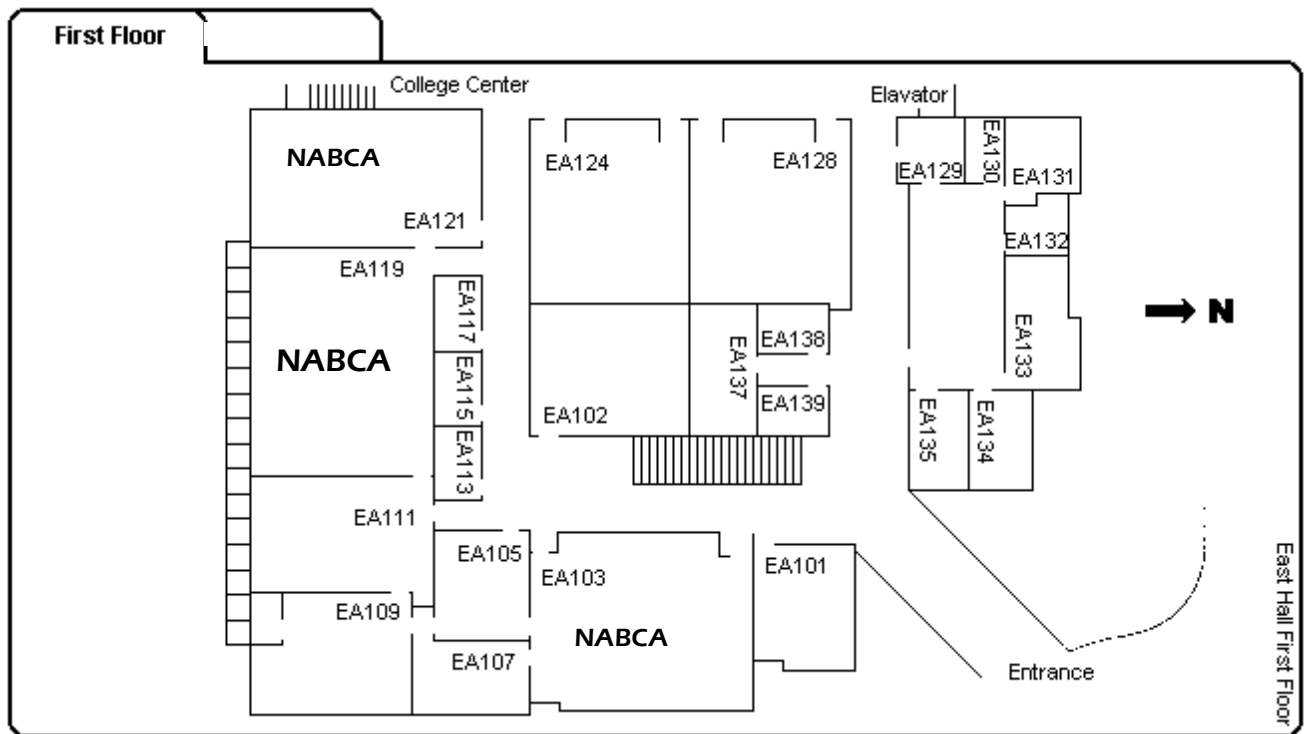 First Floor
College Center
Elavator
NABCA
EA124
EA128
EA129
EA130
EA131
EA121
EA132
EA119
EA117
EA138
EA133
N
NABCA
EA115
EA137
EA139
EA102
EA113
EA135
EA134
EA111
EA105
EA103
EA101
EA109
NABCA
EA107
Entrance
East Hall First Floor